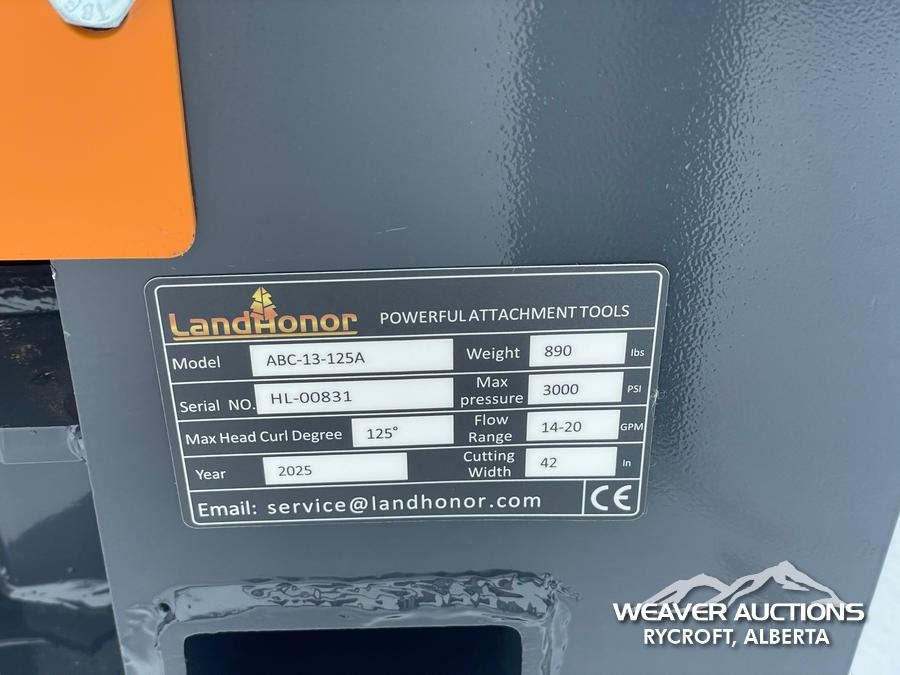 LandHonor POWERFUL ATTACHMENT TOOLS
Model ABC-13-125A Weight 890 lbs
Serial NO. HL-00831 Max pressure 3000 PSI
Max Head Curl Degree 125° Flow Range 14-20 GPM
Year 2025 Cutting Width 42 In
Email: service@landhonor.com CE
WEAVER AUCTIONS
RYCROFT, ALBERTA